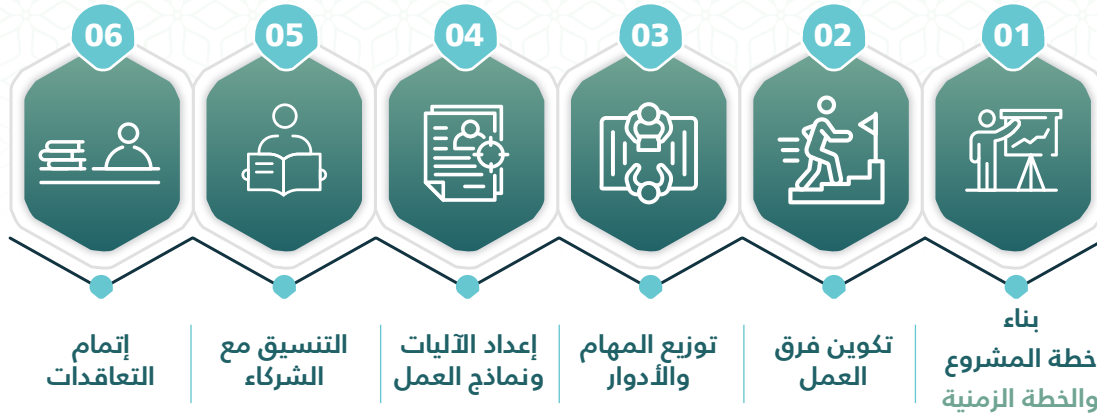 01
بناء
خطة المشروع
والخطة الزمنية
02
تكوين فرق
العمل
03
توزيع المهام
والأدوار
04
إعداد الآليات
ونماذج العمل
05
التنسيق مع
الشركاء
06
إتمام
التعاقدات